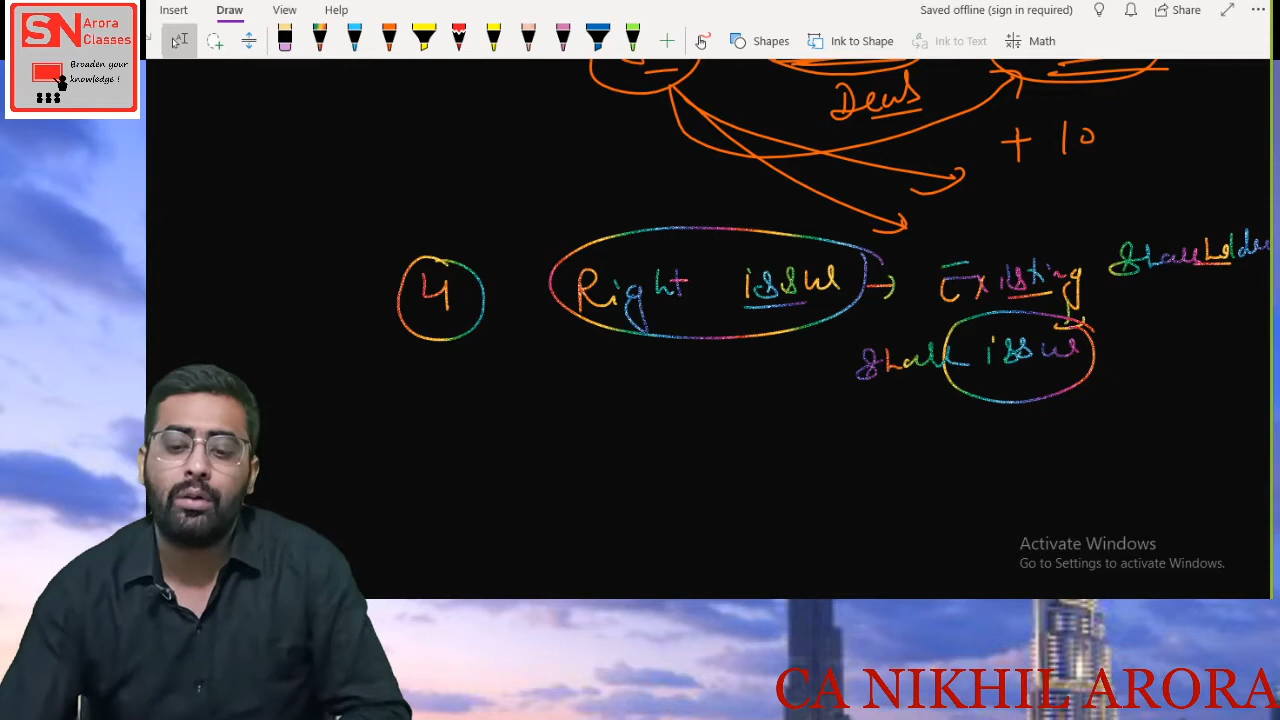 SN Arora Classes
Broaden your knowledge !
Insert Draw View Help
Saved offline (sign in required) Share
Shapes Ink to Shape Ink to Text Math
+ 10
4 Right issue → Existing Shareholder
Share issue
Activate Windows
Go to Settings to activate Windows.
CA NIKHIL ARORA